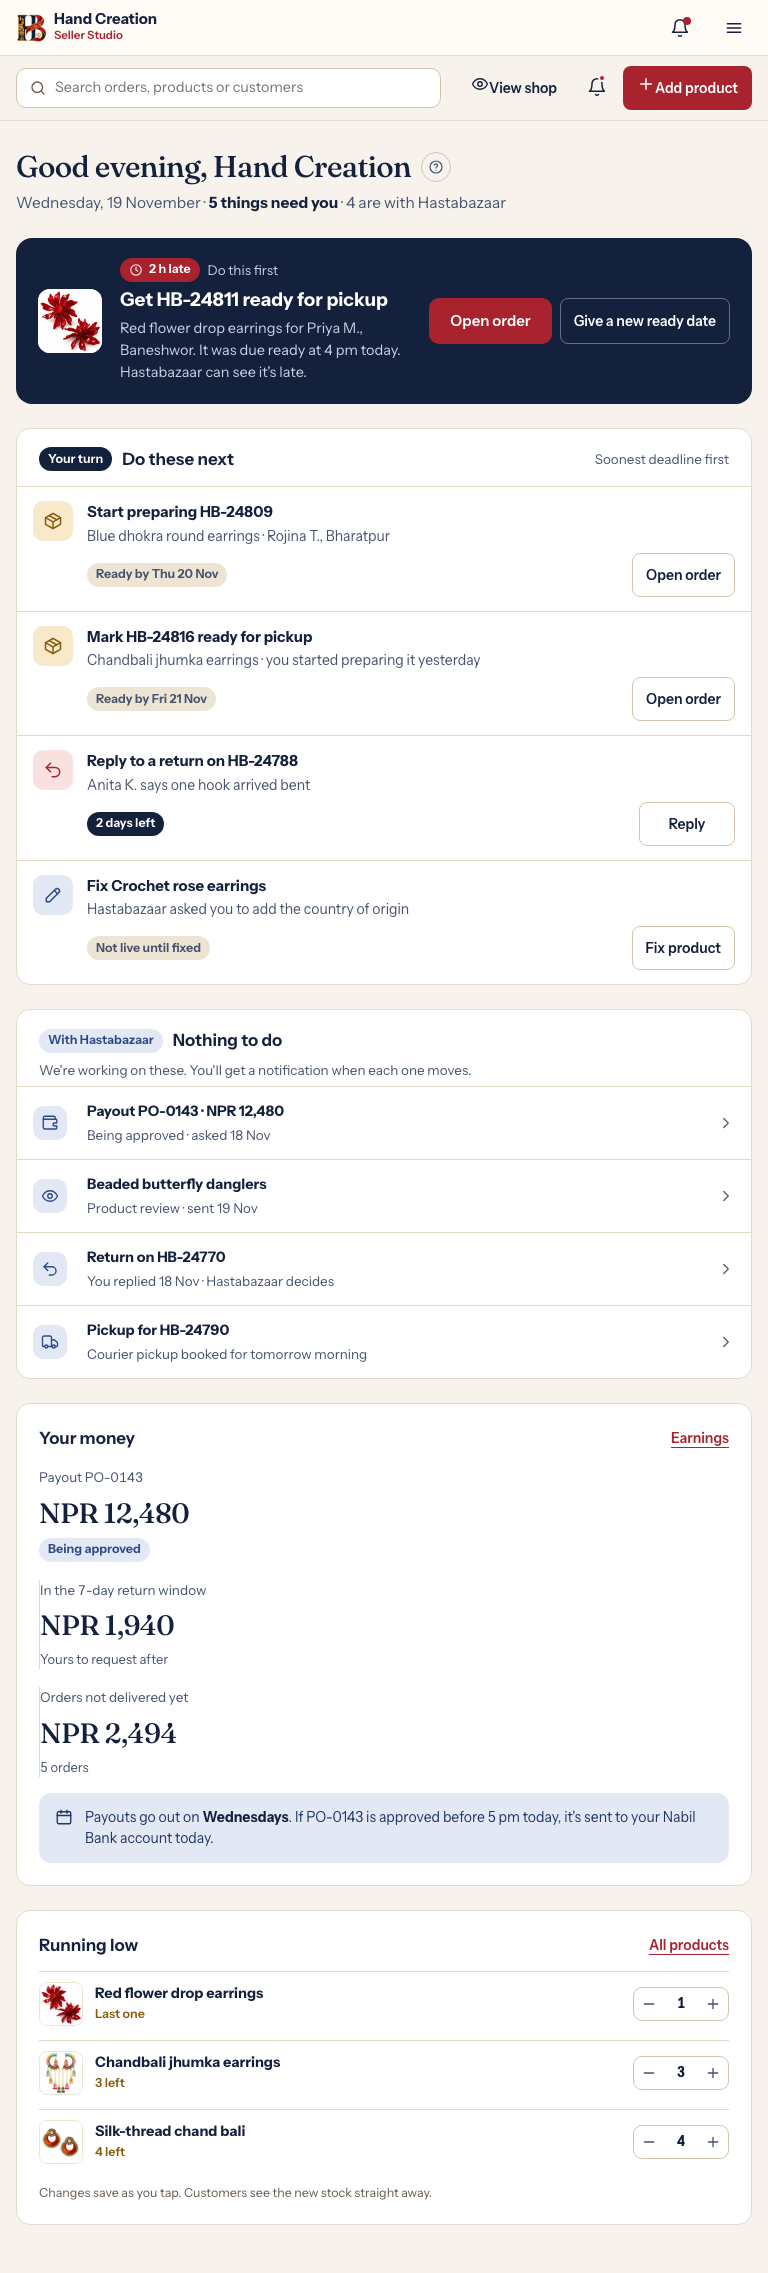 Hand Creation
Seller Studio
Search orders, products or customers
View shop
Add product
Good evening, Hand Creation
Wednesday, 19 November · 5 things need you · 4 are with Hastabazaar
2 h late
Do this first
Get HB-24811 ready for pickup
Red flower drop earrings for Priya M.,
Baneshwor. It was due ready at 4 pm today.
Hastabazaar can see it's late.
Open order
Give a new ready date
Your turn
Do these next
Soonest deadline first
Start preparing HB-24809
Blue dhokra round earrings · Rojina T., Bharatpur
Ready by Thu 20 Nov
Open order
Mark HB-24816 ready for pickup
Chandbali jhumka earrings · you started preparing it yesterday
Ready by Fri 21 Nov
Open order
Reply to a return on HB-24788
Anita K. says one hook arrived bent
2 days left
Reply
Fix Crochet rose earrings
Hastabazaar asked you to add the country of origin
Not live until fixed
Fix product
With Hastabazaar
Nothing to do
We're working on these. You'll get a notification when each one moves.
Payout PO-0143 · NPR 12,480
Being approved · asked 18 Nov
Beaded butterfly danglers
Product review · sent 19 Nov
Return on HB-24770
You replied 18 Nov · Hastabazaar decides
Pickup for HB-24790
Courier pickup booked for tomorrow morning
Your money
Earnings
Payout PO-0143
NPR 12,480
Being approved
In the 7-day return window
NPR 1,940
Yours to request after
Orders not delivered yet
NPR 2,494
5 orders
Payouts go out on Wednesdays. If PO-0143 is approved before 5 pm today, it's sent to your Nabil
Bank account today.
Running low
All products
Red flower drop earrings
Last one
1
Chandbali jhumka earrings
3 left
3
Silk-thread chand bali
4 left
4
Changes save as you tap. Customers see the new stock straight away.